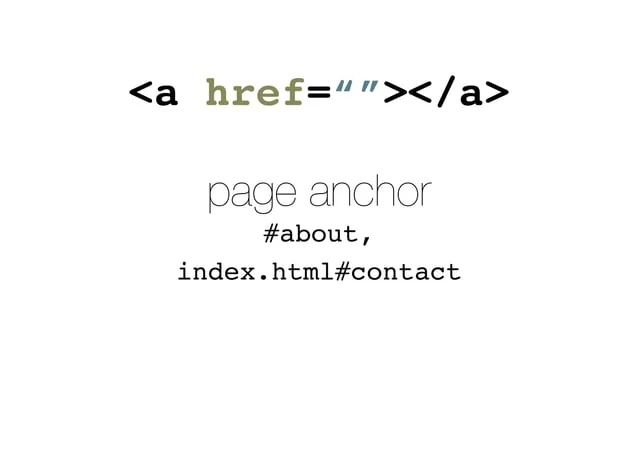 <a href=“”></a>
page anchor
#about,
index.html#contact